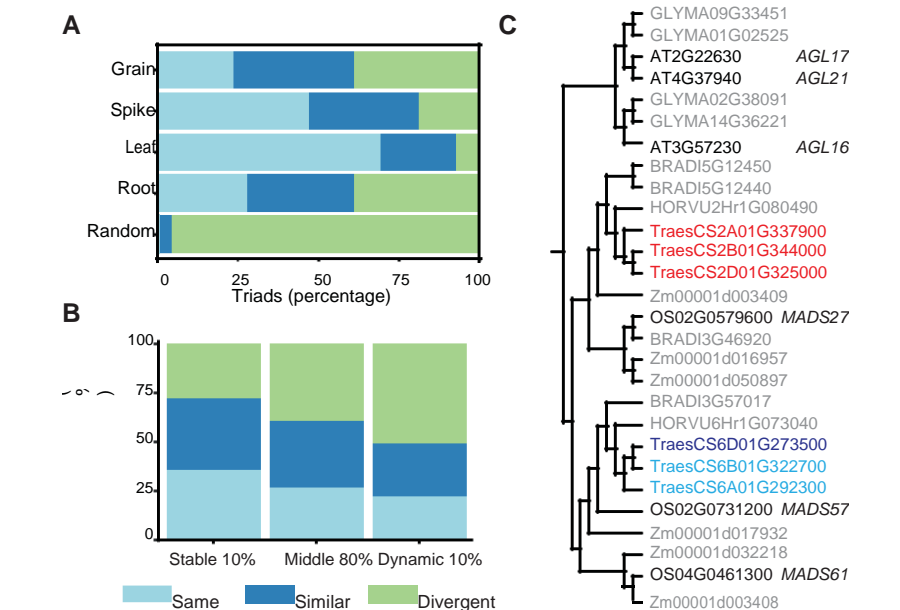 A
Grain
Spike
Leaf
Root
Random
0 25 50 75 100
Triads (percentage)
B
100
75
50
25
0
Stable 10% Middle 80% Dynamic 10%
Same Similar Divergent
C
GLYMA09G33451
GLYMA01G02525
AT2G22630 AGL17
AT4G37940 AGL21
GLYMA02G38091
GLYMA14G36221
AT3G57230 AGL16
BRADI5G12450
BRADI5G12440
HORVU2Hr1G080490
TraesCS2A01G337900
TraesCS2B01G344000
TraesCS2D01G325000
Zm00001d003409
OS02G0579600 MADS27
BRADI3G46920
Zm00001d016957
Zm00001d050897
BRADI3G57017
HORVU6Hr1G073040
TraesCS6D01G273500
TraesCS6B01G322700
TraesCS6A01G292300
OS02G0731200 MADS57
Zm00001d017932
Zm00001d032218
OS04G0461300 MADS61
Zm00001d003408